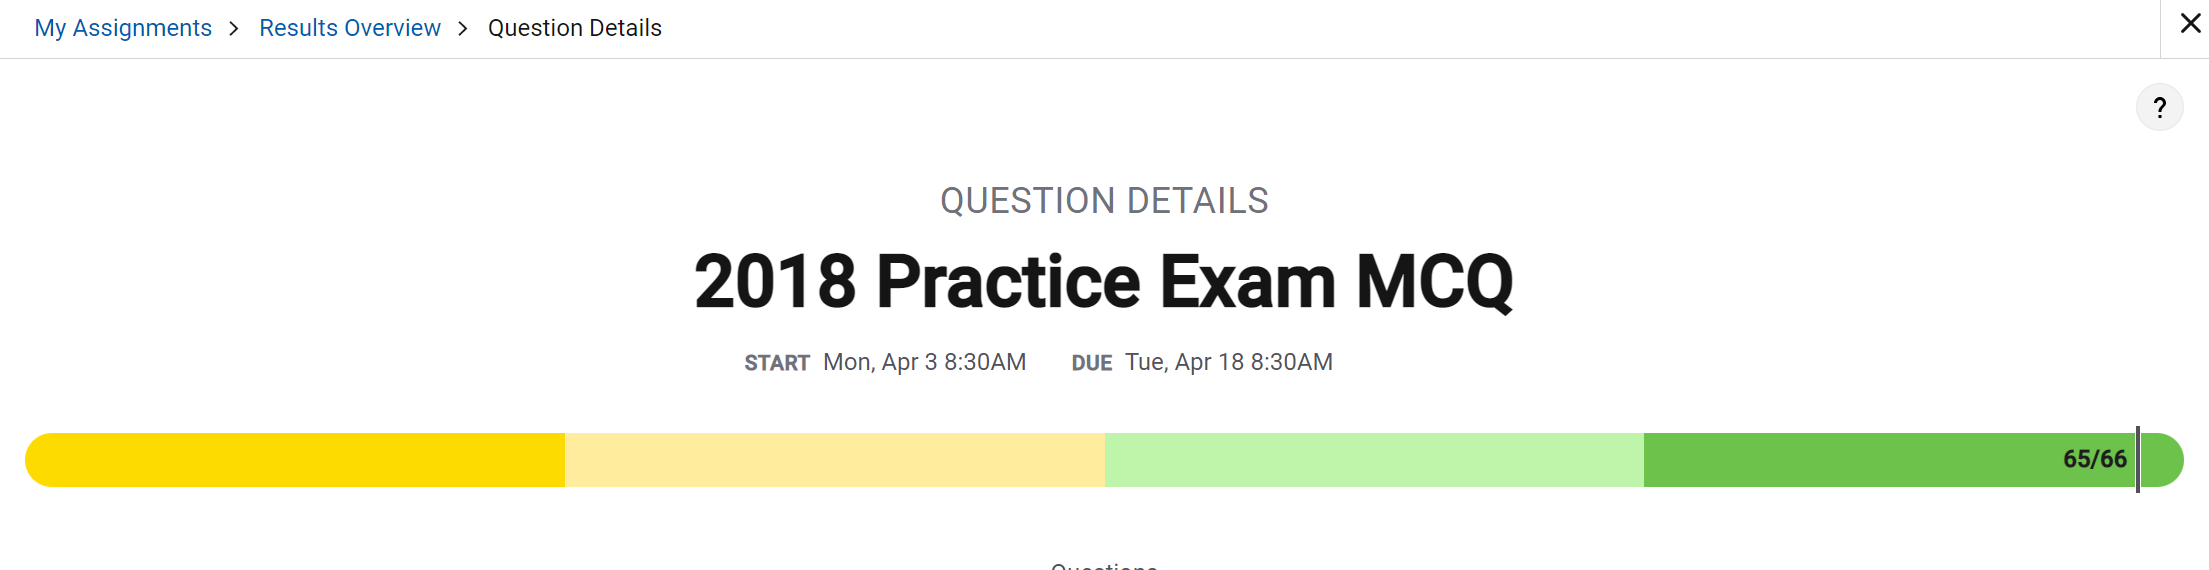 My Assignments > Results Overview > Question Details
?
QUESTION DETAILS
2018 Practice Exam MCQ
START Mon, Apr 3 8:30AM DUE Tue, Apr 18 8:30AM
65/66
Questions